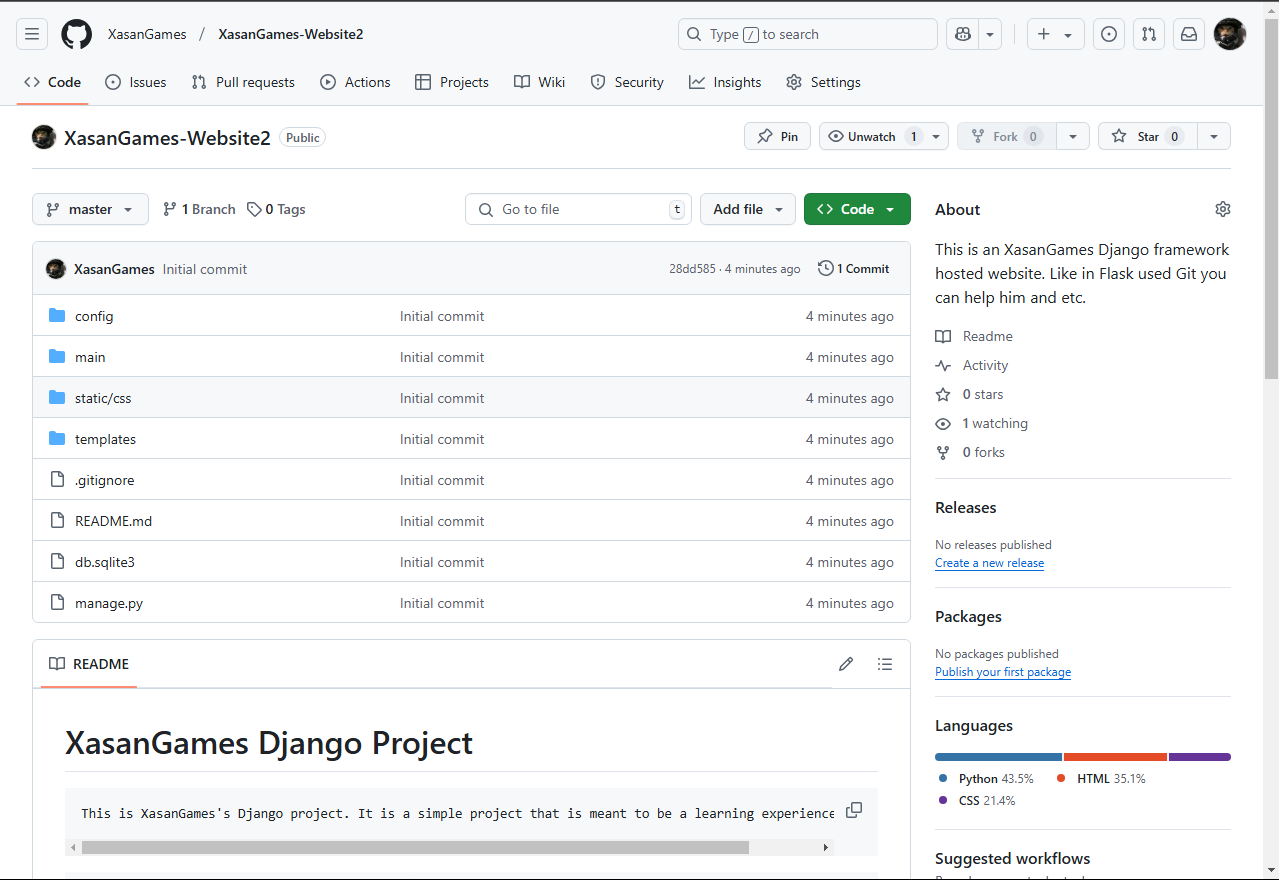 XasanGames / XasanGames-Website2 Type / to search
Code Issues Pull requests Actions Projects Wiki Security Insights Settings
XasanGames-Website2 Public Pin Unwatch 1 Fork 0 Star 0
master 1 Branch 0 Tags Go to file t Add file Code
XasanGames Initial commit 28dd585 · 4 minutes ago 1 Commit
config Initial commit 4 minutes ago
main Initial commit 4 minutes ago
static/css Initial commit 4 minutes ago
templates Initial commit 4 minutes ago
.gitignore Initial commit 4 minutes ago
README.md Initial commit 4 minutes ago
db.sqlite3 Initial commit 4 minutes ago
manage.py Initial commit 4 minutes ago
README
XasanGames Django Project
This is XasanGames's Django project. It is a simple project that is meant to be a learning experience
About
This is an XasanGames Django framework
hosted website. Like in Flask used Git you
can help him and etc.
Readme
Activity
0 stars
1 watching
0 forks
Releases
No releases published
Create a new release
Packages
No packages published
Publish your first package
Languages
Python 43.5% HTML 35.1%
CSS 21.4%
Suggested workflows